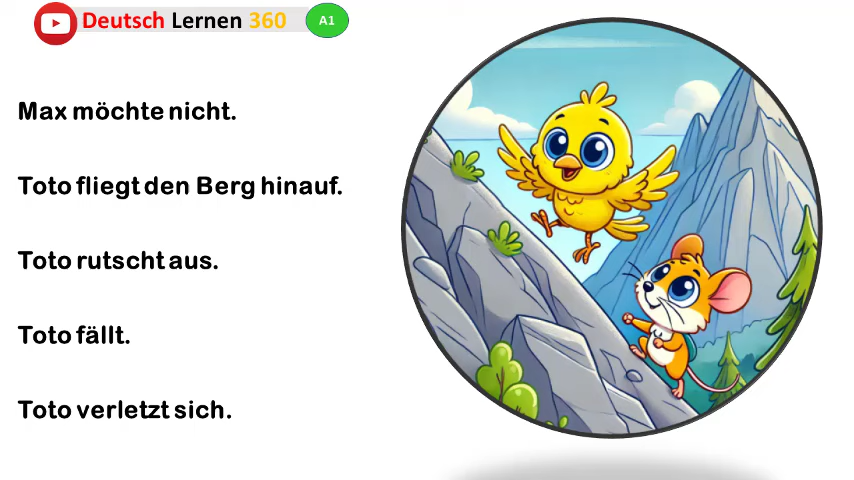 Deutsch Lernen 360 A1
Max möchte nicht.
Toto fliegt den Berg hinauf.
Toto rutscht aus.
Toto fällt.
Toto verletzt sich.